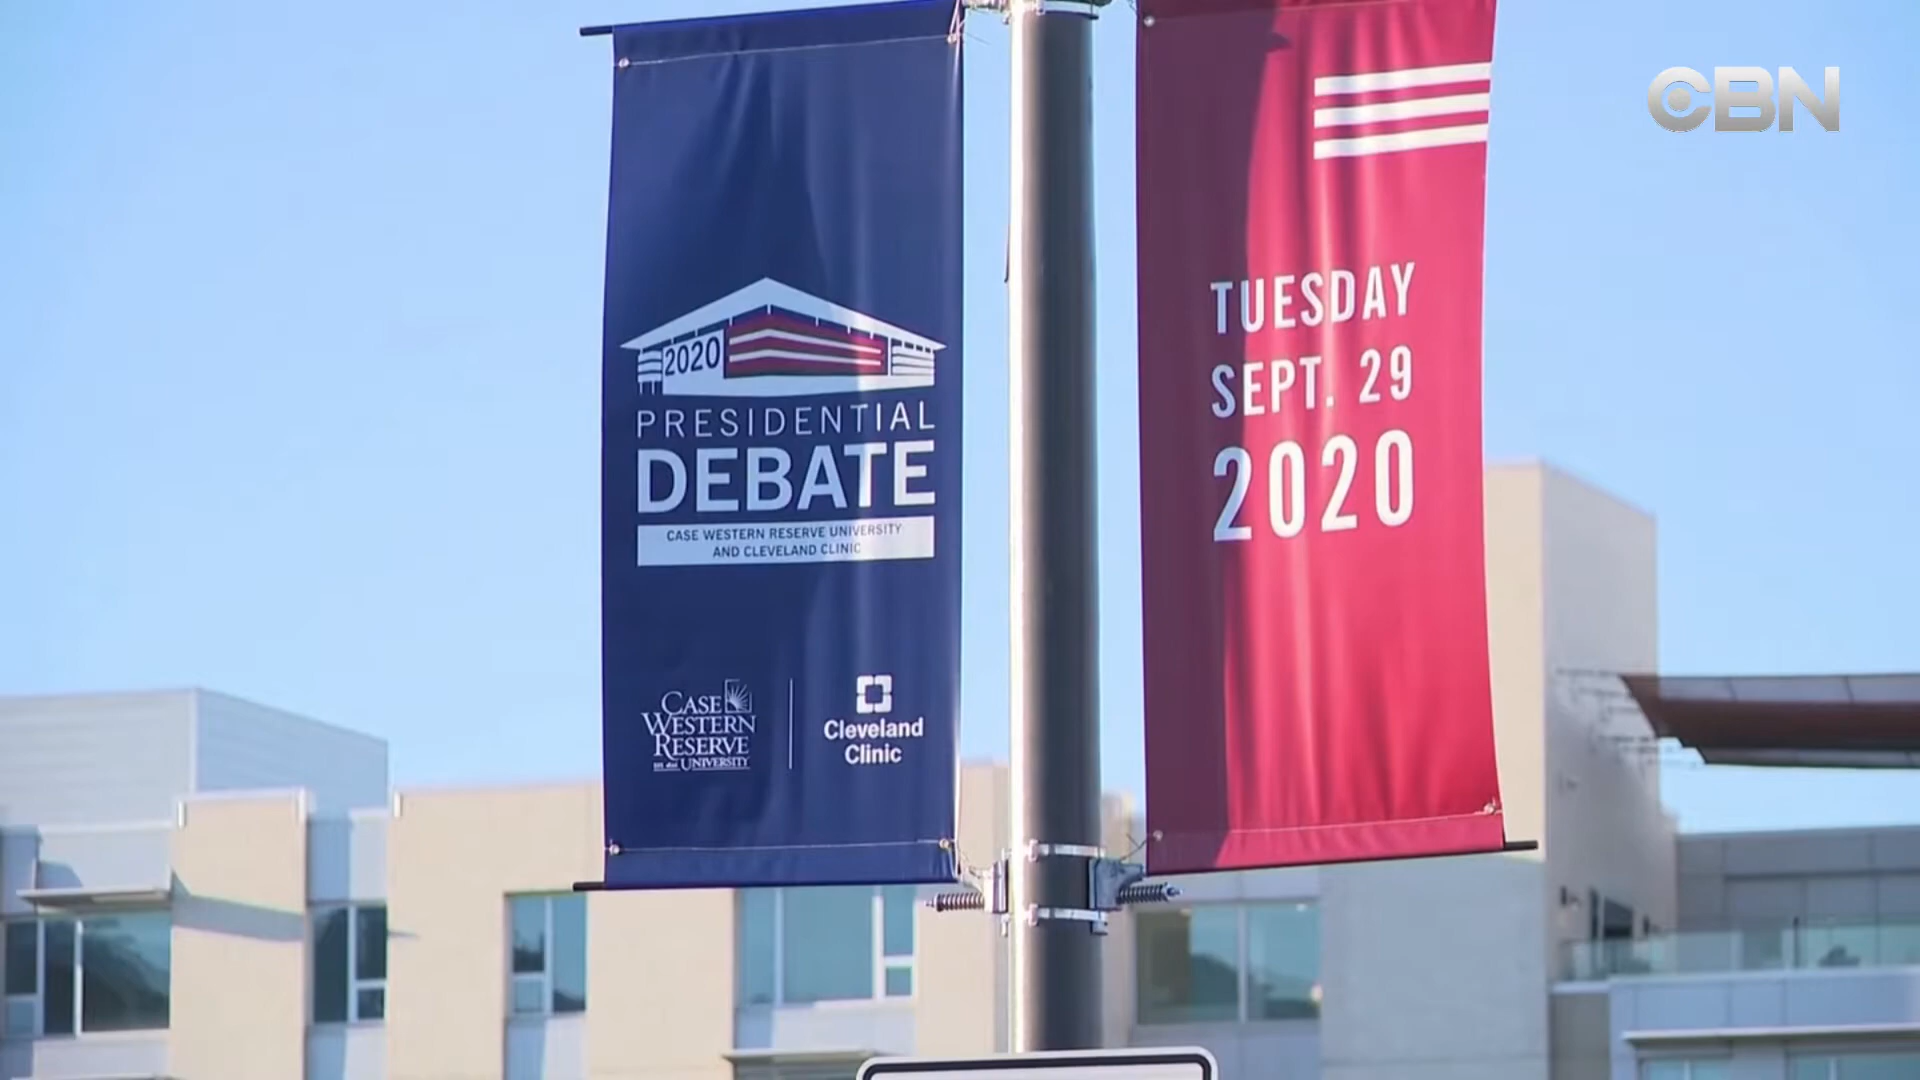 CBN
2020
PRESIDENTIAL
DEBATE
CASE WESTERN RESERVE UNIVERSITY
AND CLEVELAND CLINIC
CASE
WESTERN
RESERVE
UNIVERSITY
Cleveland
Clinic
TUESDAY
SEPT. 29
2020